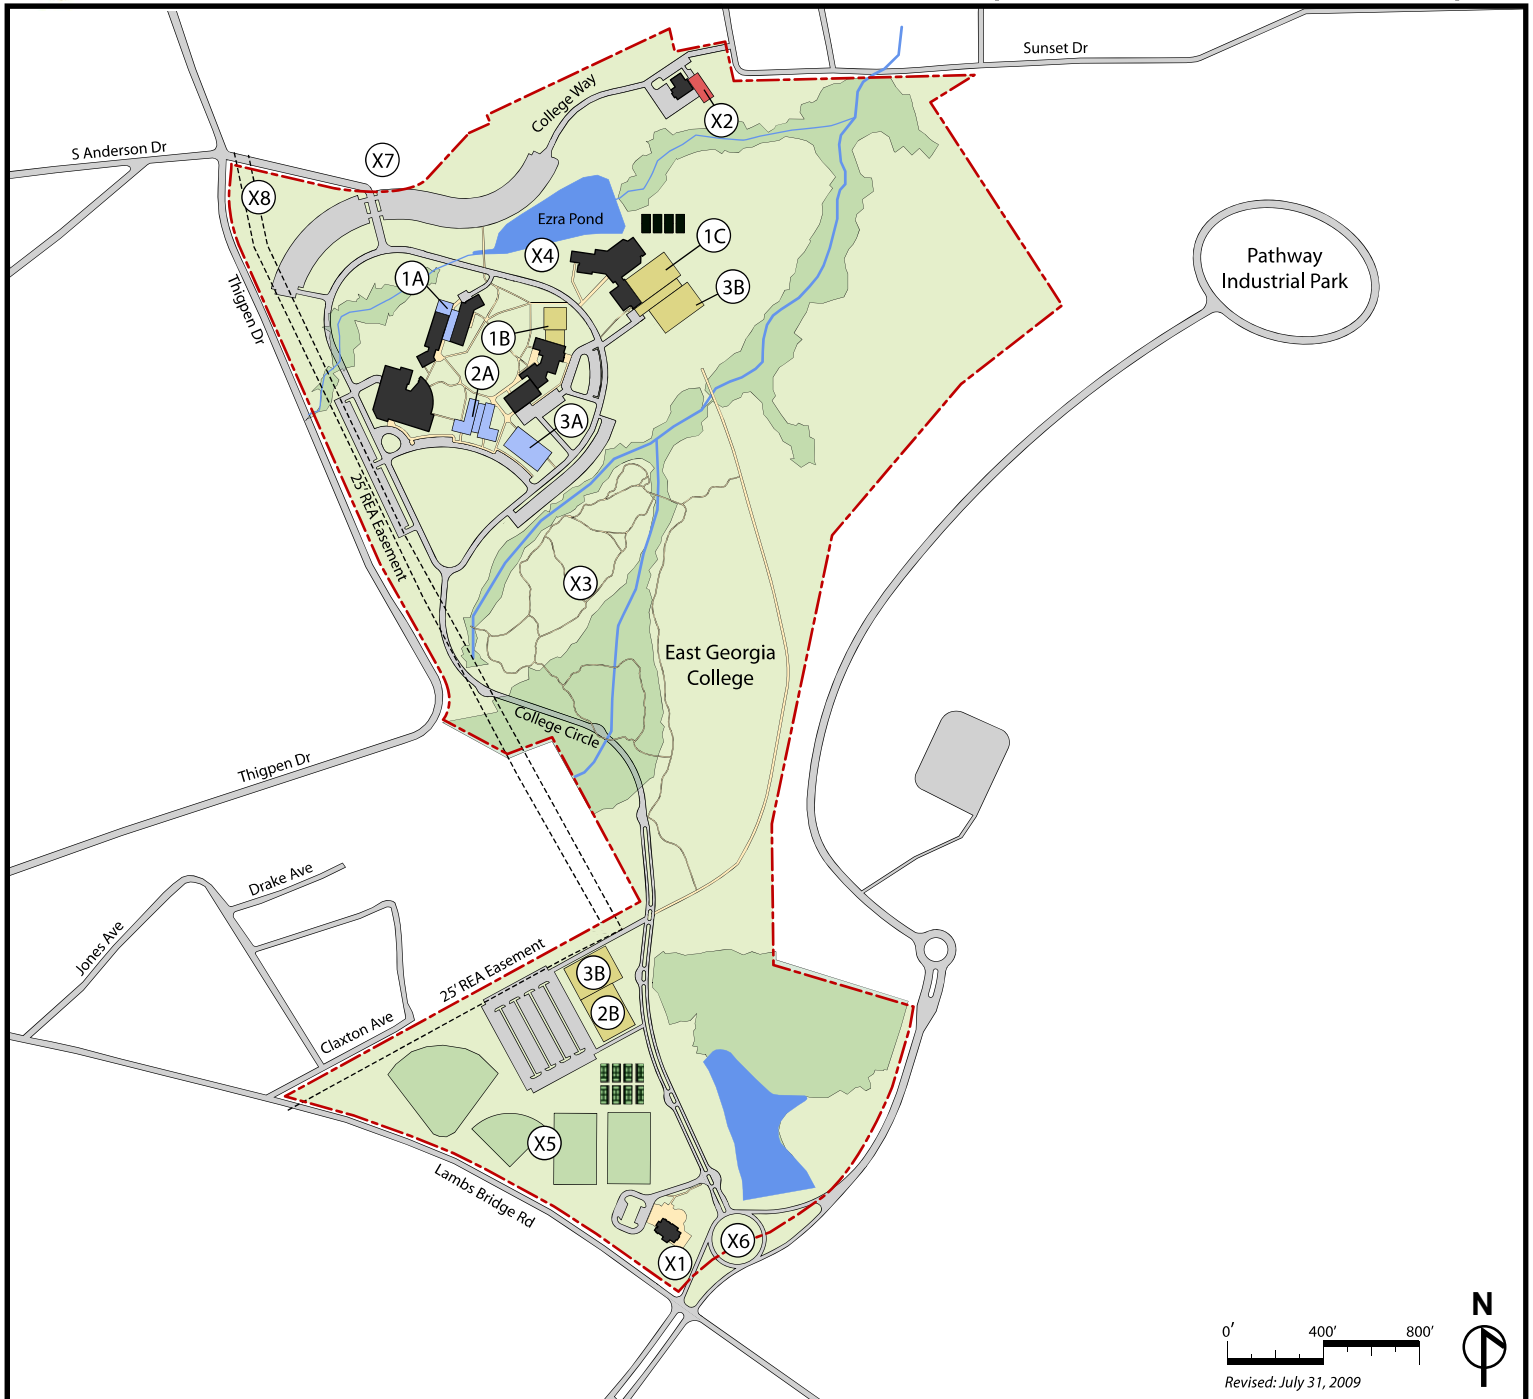 Sunset Dr
College Way
X2
S Anderson Dr
X7
X8
Ezra Pond
1C
X4
Pathway
Industrial Park
1A
3B
Thigpen Dr
1B
2A
3A
25' REA Easement
X3
East Georgia
College
College Circle
Thigpen Dr
Drake Ave
Jones Ave
25' REA Easement
3B
2B
Claxton Ave
X5
Lambs Bridge Rd
X6
X1
N
0' 400' 800'
Revised: July 31, 2009